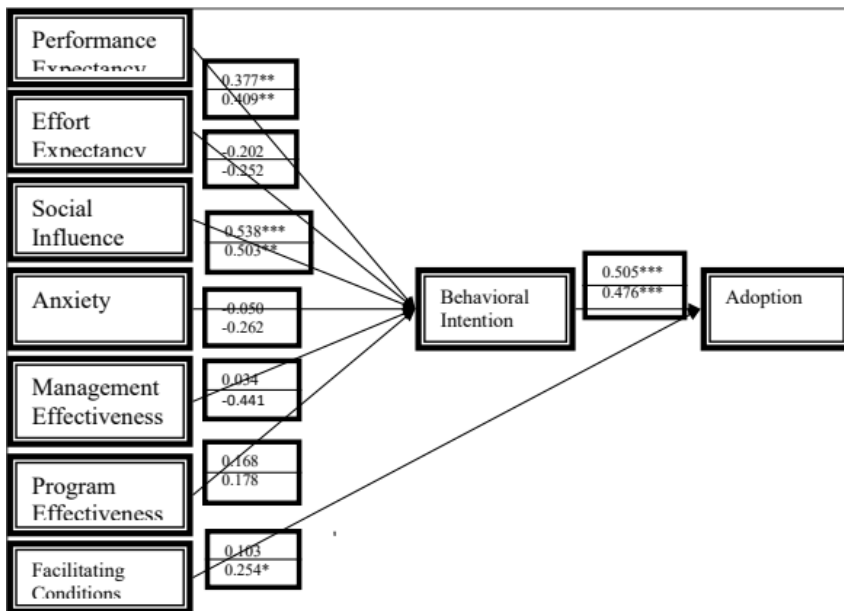 Performance
Expectancy
0.377**
0.409**
Effort
Expectancy
-0.202
-0.252
Social
Influence
0.538***
0.503**
Anxiety
-0.050
-0.262
Management
Effectiveness
0.034
-0.441
Program
Effectiveness
0.168
0.178
Facilitating
Conditions
0.103
0.254*
Behavioral
Intention
0.505***
0.476***
Adoption